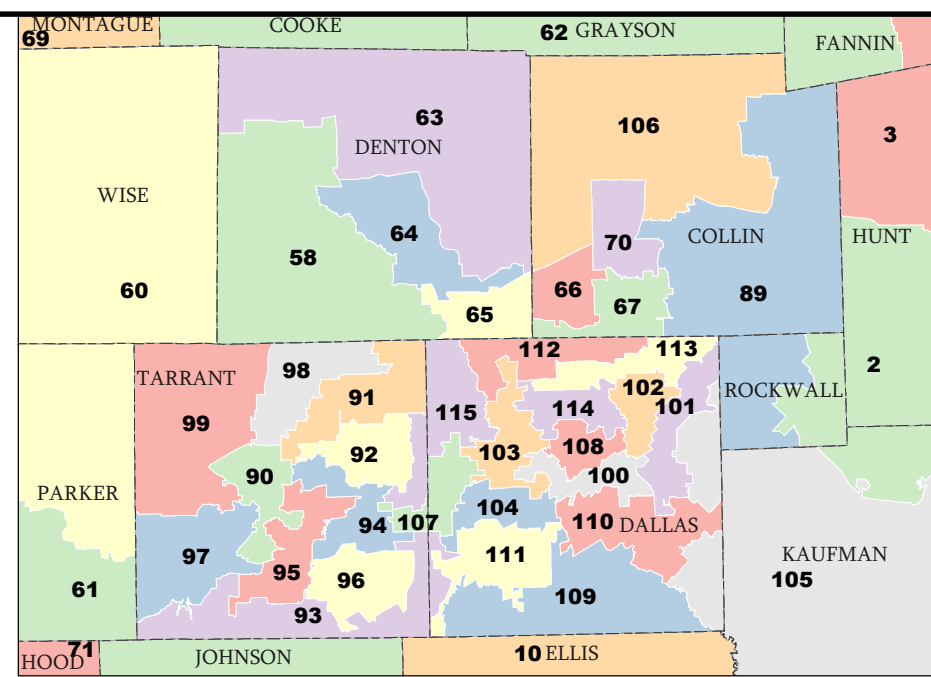 MONTAGUE
69
COOKE
62 GRAYSON
FANNIN
63
DENTON
106
3
WISE
58
64
70
COLLIN
HUNT
60
65
66
67
89
TARRANT
98
112
113
2
99
91
115
114
102
101
ROCKWALL
92
103
108
PARKER
90
100
94
107
104
110 DALLAS
97
95
96
111
KAUFMAN
105
61
93
109
HOOD
71
JOHNSON
10 ELLIS